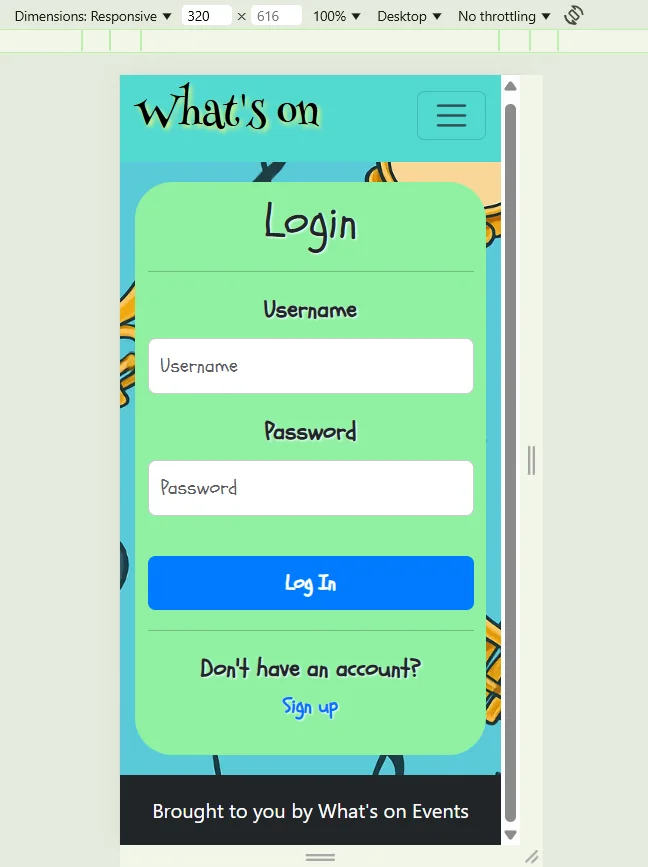 Dimensions: Responsive ▼ 320 × 616 100% ▼ Desktop ▼ No throttling ▼
What's on
Login
Username
Username
Password
Password
Log In
Don't have an account?
Sign up
Brought to you by What's on Events